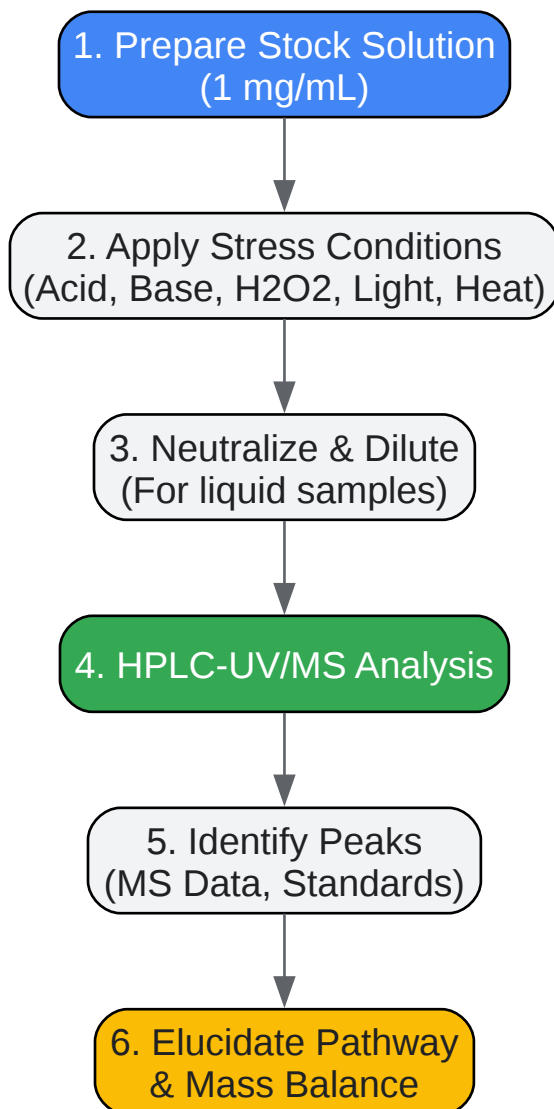 1. Prepare Stock Solution
(1 mg/mL)
2. Apply Stress Conditions
(Acid, Base, H2O2, Light, Heat)
3. Neutralize & Dilute
(For liquid samples)
4. HPLC-UV/MS Analysis
5. Identify Peaks
(MS Data, Standards)
6. Elucidate Pathway
& Mass Balance